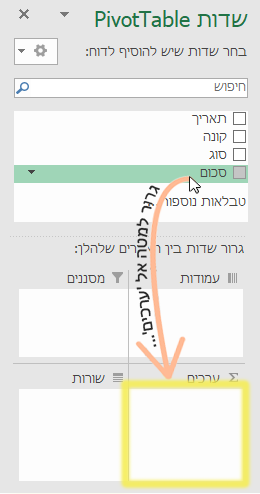 שדות PivotTable
בחר שדות שיש להוסיף לדוח:
חיפוש
תאריך
קונה
סוג
סכום
טבלאות נוספות
גרור למטה אל 'ערכים'...
גרור שדות בין האזורים שלהלן:
עמודות
מסננים
ערכים
שורות